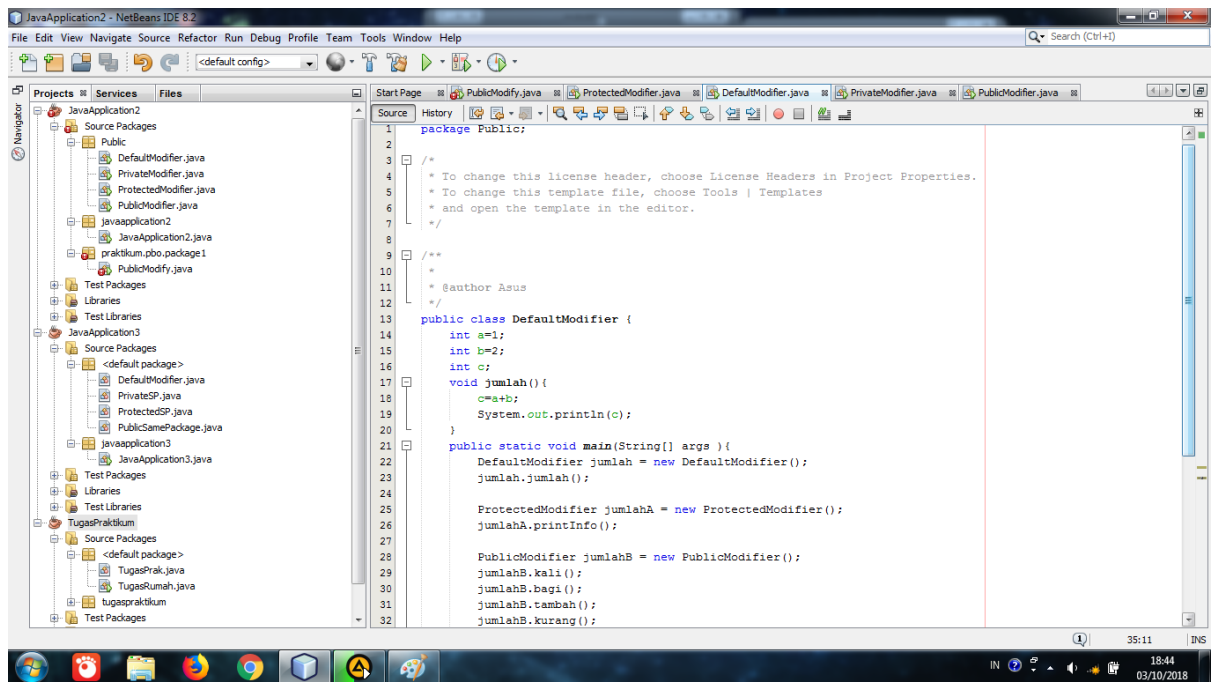 JavaApplication2 - NetBeans IDE 8.2
File Edit View Navigate Source Refactor Run Debug Profile Team Tools Window Help
Search (Ctrl+I)
<default config>
Projects Services Files
Navigator
JavaApplication2
Source Packages
Public
DefaultModifier.java
PrivateModifier.java
ProtectedModifier.java
PublicModifier.java
javaapplication2
JavaApplication2.java
praktikum.pbo.package1
PublicModify.java
Test Packages
Libraries
Test Libraries
JavaApplication3
Source Packages
<default package>
DefaultModifier.java
PrivateSP.java
ProtectedSP.java
PublicSamePackage.java
javaapplication3
JavaApplication3.java
Test Packages
Libraries
Test Libraries
TugasPraktikum
Source Packages
<default package>
TugasPrak.java
TugasRumah.java
tugaspraktikum
Test Packages
Start Page PublicModify.java ProtectedModifier.java DefaultModifier.java PrivateModifier.java PublicModifier.java
Source History
1 package Public;
2
3 /*
4 * To change this license header, choose License Headers in Project Properties.
5 * To change this template file, choose Tools | Templates
6 * and open the template in the editor.
7 */
8
9 /**
10 *
11 * @author Asus
12 */
13 public class DefaultModifier {
14 int a=1;
15 int b=2;
16 int c;
17 void jumlah(){
18 c=a+b;
19 System.out.println(c);
20 }
21 public static void main(String[] args ){
22 DefaultModifier jumlah = new DefaultModifier();
23 jumlah.jumlah();
24
25 ProtectedModifier jumlahA = new ProtectedModifier();
26 jumlahA.printInfo();
27
28 PublicModifier jumlahB = new PublicModifier();
29 jumlahB.kali();
30 jumlahB.bagi();
31 jumlahB.tambah();
32 jumlahB.kurang();
1 35:11 INS
IN 18:44
03/10/2018